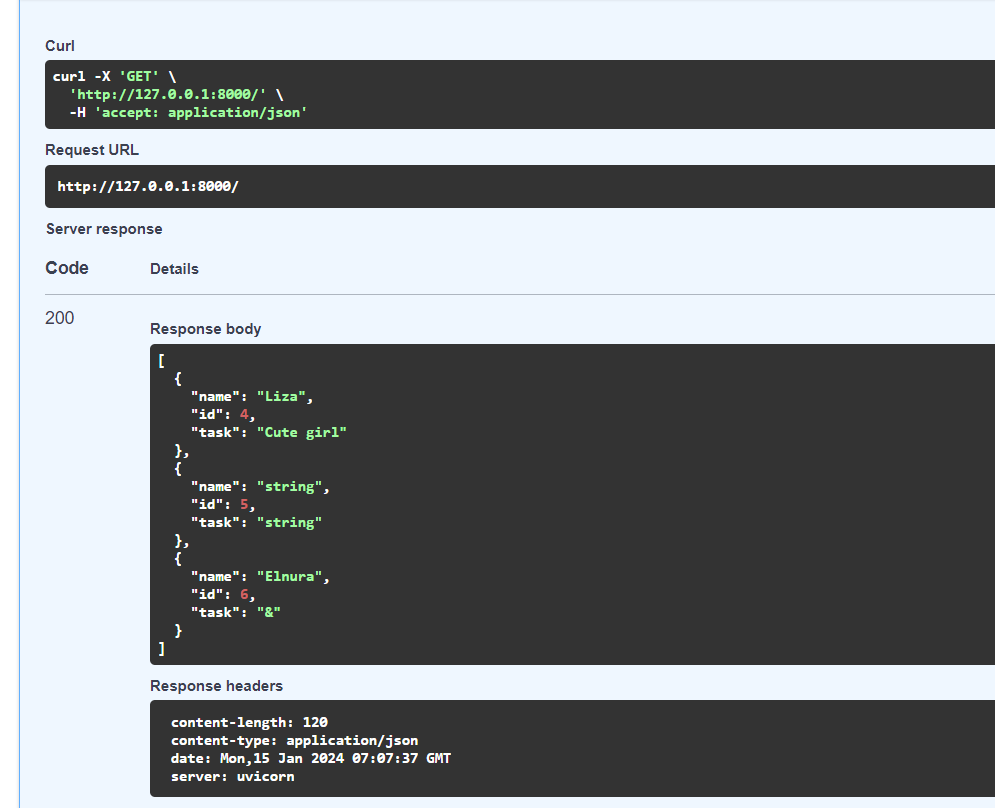 Curl
curl -X 'GET' \
  'http://127.0.0.1:8000/' \
  -H 'accept: application/json'
Request URL
http://127.0.0.1:8000/
Server response
Code Details
200
Response body
[
  {
    "name": "Liza",
    "id": 4,
    "task": "Cute girl"
  },
  {
    "name": "string",
    "id": 5,
    "task": "string"
  },
  {
    "name": "Elnura",
    "id": 6,
    "task": "&"
  }
]
Response headers
content-length: 120
content-type: application/json
date: Mon,15 Jan 2024 07:07:37 GMT
server: uvicorn